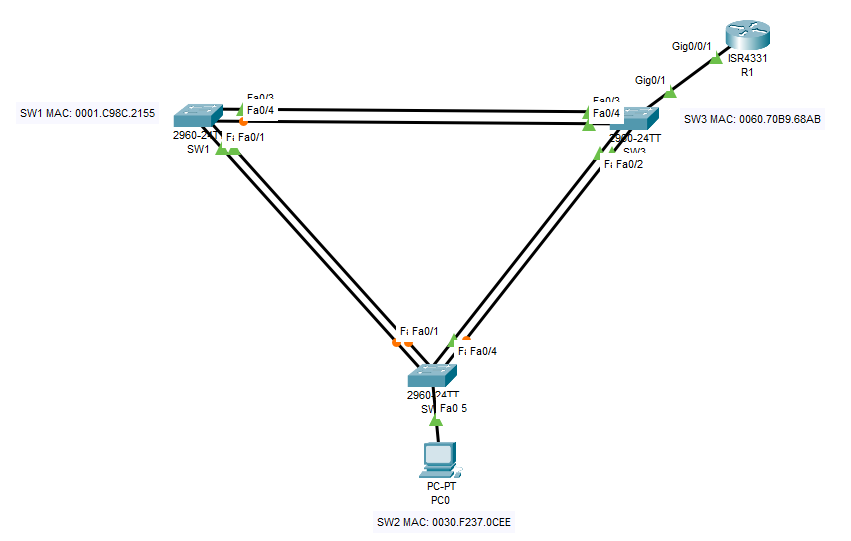 Gig0/0/1
ISR4331
R1
Gig0/1
Fa0/3
Fa0/4
Fa0/3
Fa0/4
SW1 MAC: 0001.C98C.2155
SW3 MAC: 0060.70B9.68AB
2960-24TT
SW1
Fa0/1
2960-24TT
SW3
Fa0/2
Fa0/1
Fa0/4
2960-24TT
Fa0 5
PC-PT
PC0
SW2 MAC: 0030.F237.0CEE